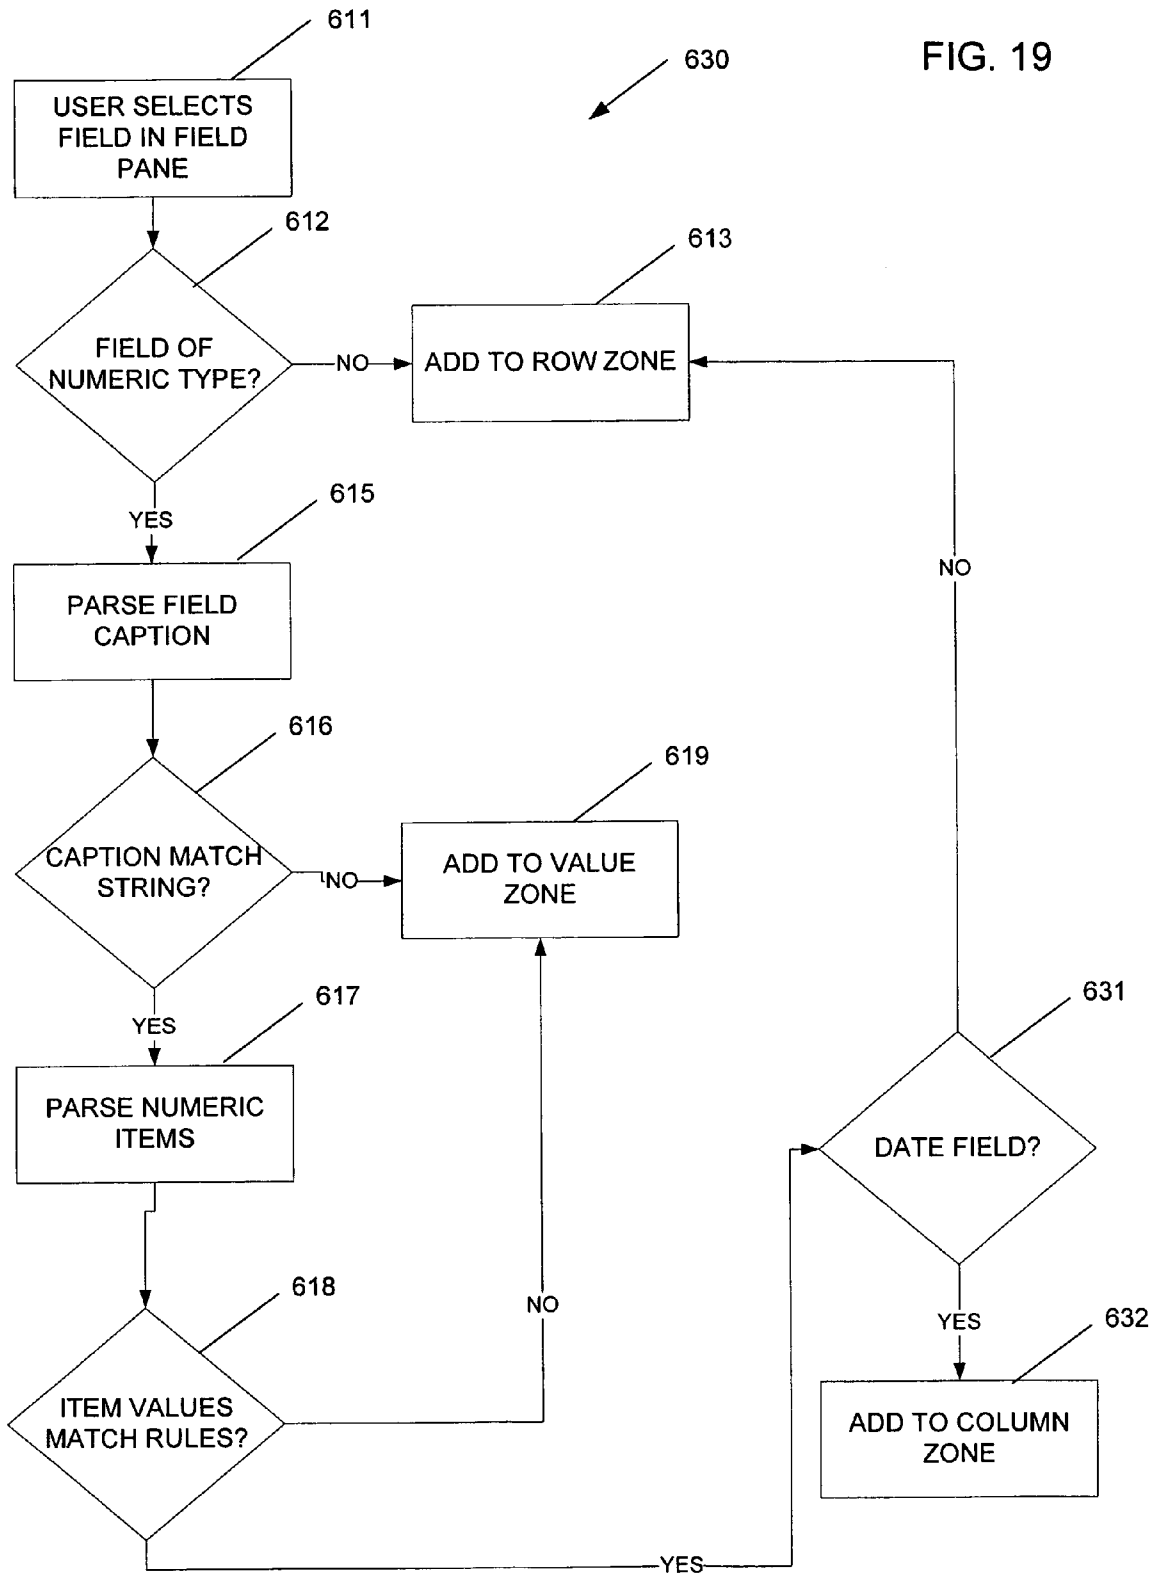 611
630
FIG. 19
USER SELECTS
FIELD IN FIELD
PANE
612
613
FIELD OF
NUMERIC TYPE?
NO
ADD TO ROW ZONE
YES
615
NO
PARSE FIELD
CAPTION
616
619
CAPTION MATCH
STRING?
NO
ADD TO VALUE
ZONE
YES
617
631
PARSE NUMERIC
ITEMS
DATE FIELD?
618
NO
YES
632
ITEM VALUES
MATCH RULES?
ADD TO COLUMN
ZONE
YES